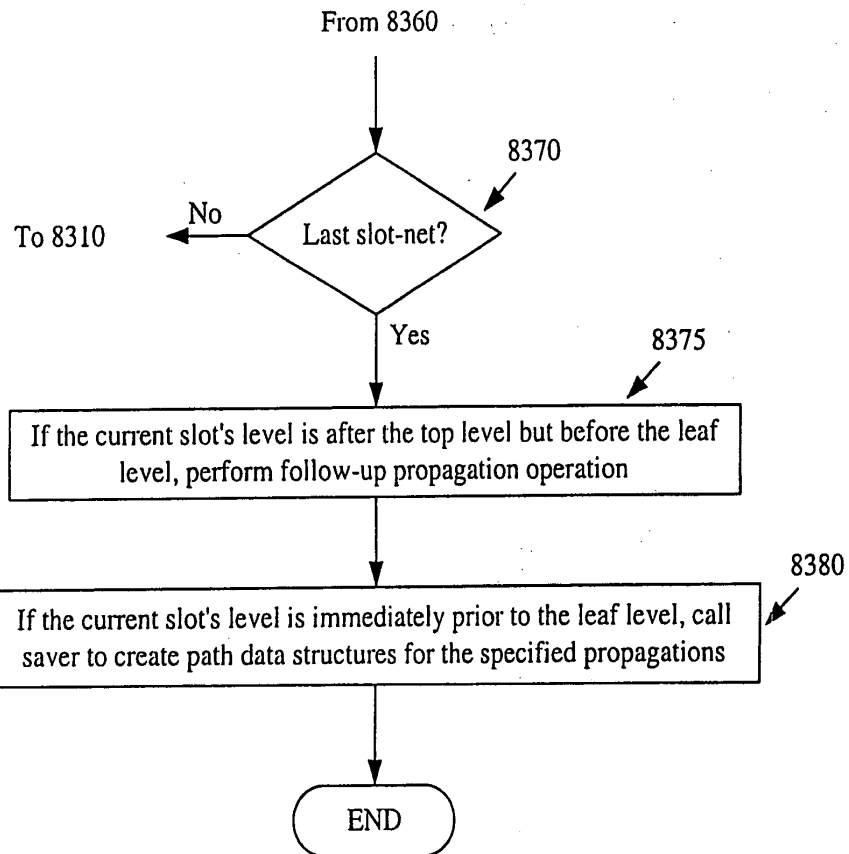 From 8360
8370
Last slot-net?
No
To 8310
Yes
8375
If the current slot's level is after the top level but before the leaf
level, perform follow-up propagation operation
8380
If the current slot's level is immediately prior to the leaf level, call
saver to create path data structures for the specified propagations
END